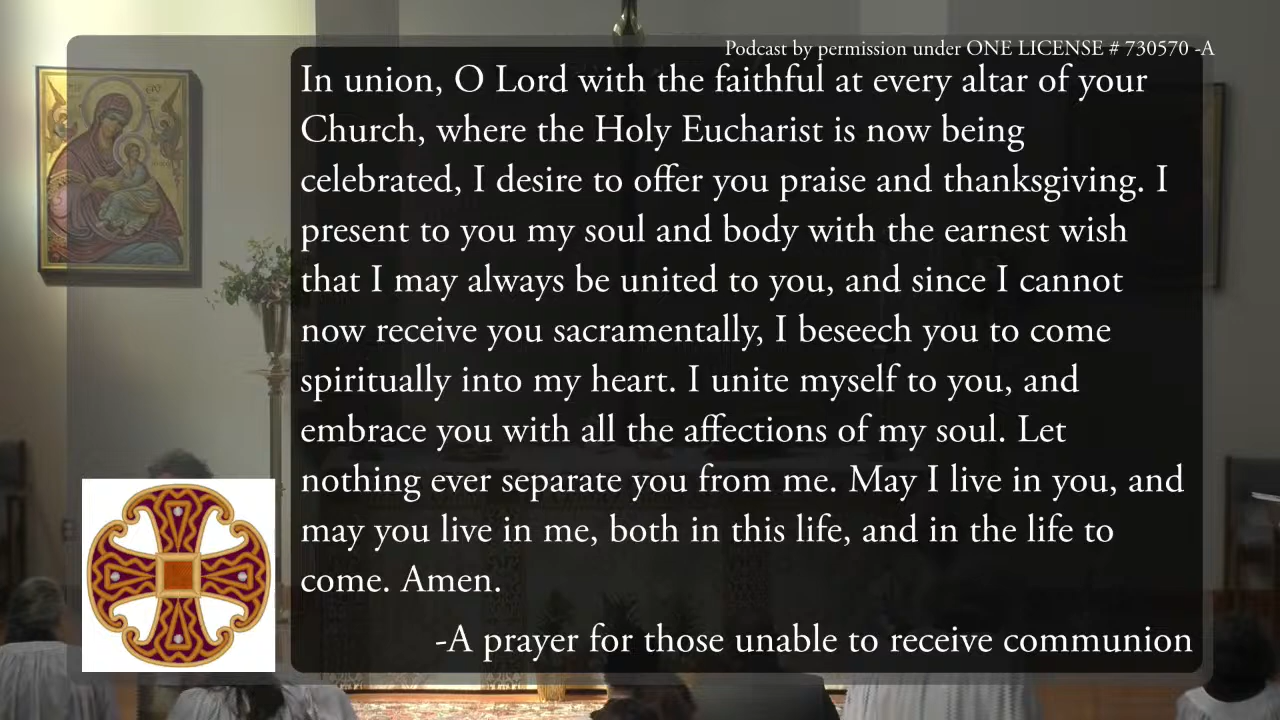 Podcast by permission under ONE LICENSE # 730570 -A
In union, O Lord with the faithful at every altar of your
Church, where the Holy Eucharist is now being
celebrated, I desire to offer you praise and thanksgiving. I
present to you my soul and body with the earnest wish
that I may always be united to you, and since I cannot
now receive you sacramentally, I beseech you to come
spiritually into my heart. I unite myself to you, and
embrace you with all the affections of my soul. Let
nothing ever separate you from me. May I live in you, and
may you live in me, both in this life, and in the life to
come. Amen.
-A prayer for those unable to receive communion